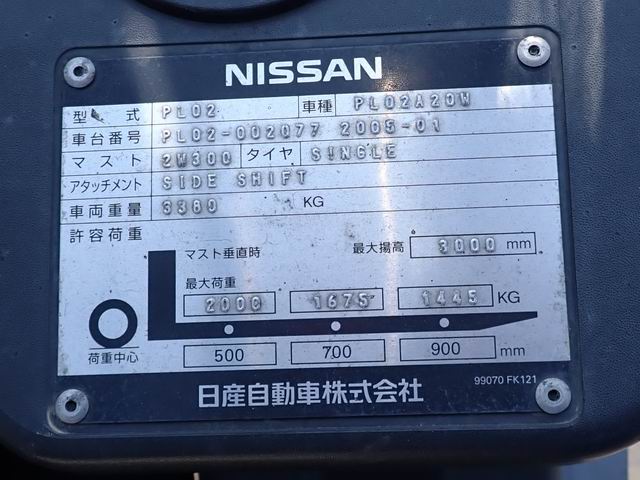 NISSAN
型式 PL02 車種 PL02A20W
車台番号 PL02-002077 2005-01
マスト 2W300 タイヤ SINGLE
アタッチメント SIDE SHIFT
車両重量 3380 KG
許容荷重
マスト垂直時 最大揚高 3000 mm
最大荷重
2000 1675 1445 KG
荷重中心 500 700 900 mm
日産自動車株式会社 99070 FK121